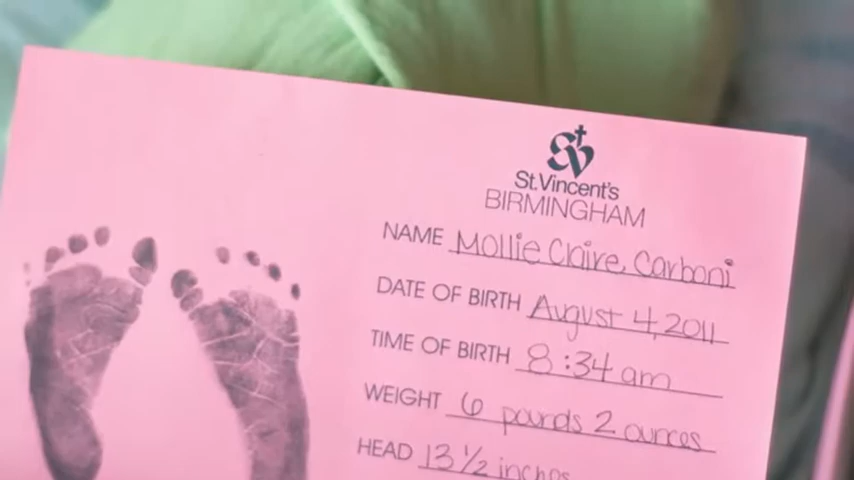 St.Vincent's
BIRMINGHAM
NAME Mollie Claire Carboni
DATE OF BIRTH August 4, 2011
TIME OF BIRTH 8:34 am
WEIGHT 6 pounds 2 ounces
HEAD 13 1/2 inches